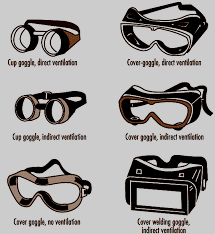 Cup goggle, direct ventilation
Cover-goggle, direct ventilation
Cup goggle, indirect ventilation
Cover goggle, indirect ventilation
Cover goggle, no ventilation
Cover welding goggle,
indirect ventilation